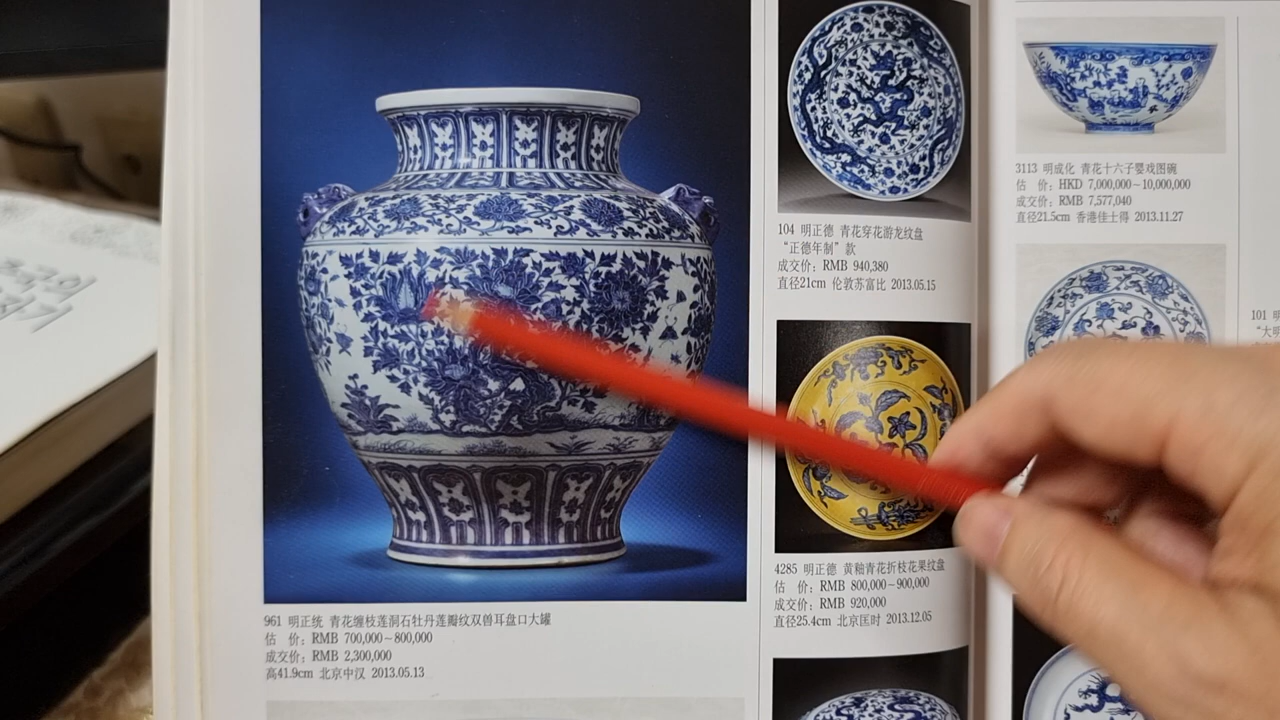 961 明正统 青花缠枝莲洞石牡丹莲瓣纹双兽耳盘口大罐
估 价：RMB 700,000~800,000
成交价：RMB 2,300,000
高41.9cm 北京中汉 2013.05.13
104 明正德 青花穿花游龙纹盘
“正德年制”款
成交价：RMB 940,380
直径21cm 伦敦苏富比 2013.05.15
4285 明正德 黄釉青花折枝花果纹盘
估 价：RMB 800,000~900,000
成交价：RMB 920,000
直径25.4cm 北京匡时 2013.12.05
3113 明成化 青花十六子婴戏图碗
估 价：HKD 7,000,000~10,000,000
成交价：RMB 7,577,040
直径21.5cm 香港佳士得 2013.11.27
101 明
“大明